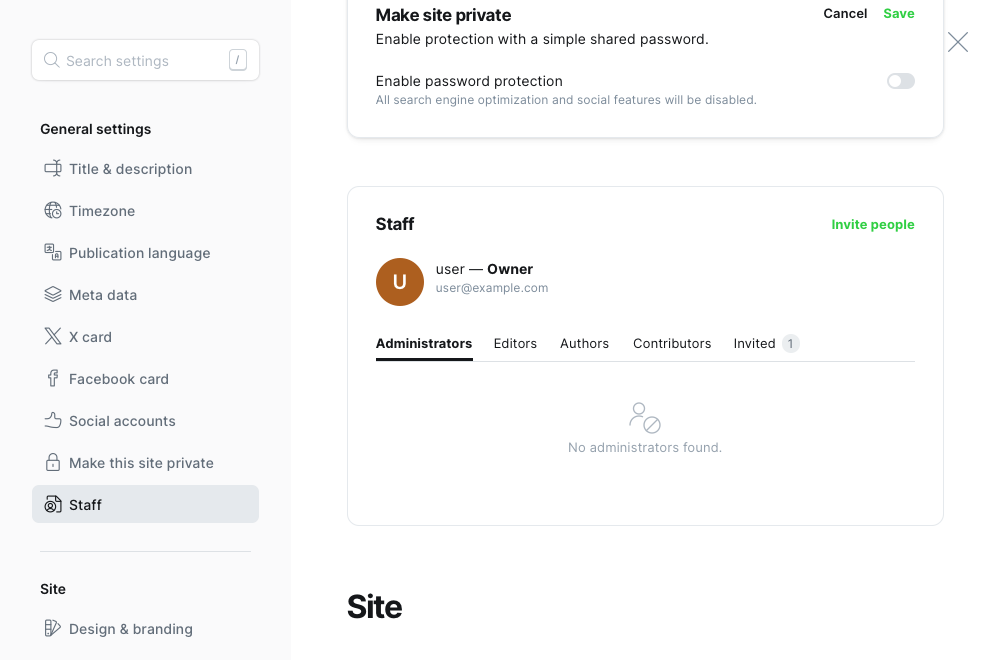 Search settings
/
General settings
Title & description
Timezone
Publication language
Meta data
X card
Facebook card
Social accounts
Make this site private
Staff
Site
Design & branding
Make site private
Cancel
Save
Enable protection with a simple shared password.
Enable password protection
All search engine optimization and social features will be disabled.
Staff
Invite people
U
user — Owner
user@example.com
Administrators
Editors
Authors
Contributors
Invited 1
No administrators found.
Site